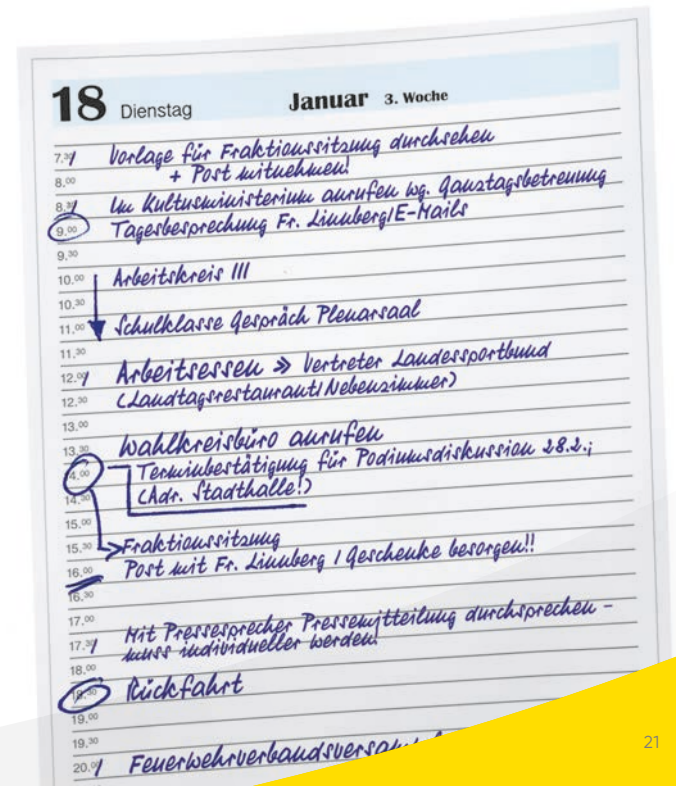 18 Dienstag Januar 3. Woche
7.30 Vorlage für Fraktionssitzung durchsehen
+ Post mitnehmen!
8.00
8.30 Im Kultusministerium anrufen wg. Ganztagsbetreuung
9.00 Tagesbesprechung Fr. Linnberg/E-Mails
9.30
10.00 Arbeitskreis III
10.30
11.00 Schulklasse Gespräch Plenarsaal
11.30
12.00 Arbeitsessen » Vertreter Landessportbund
12.30 (Landtagsrestaurant/Nebenzimmer)
13.00
13.30 Wahlkreisbüro anrufen
14.00 Terminbestätigung für Podiumsdiskussion 28.2.;
14.30 (Adr. Stadthalle!)
15.00
15.30 Fraktionssitzung
16.00 Post mit Fr. Linnberg / Geschenke besorgen!!
16.30
17.00
17.30 Mit Pressesprecher Pressemitteilung durchsprechen –
muss individueller werden!
18.00
18.30 Rückfahrt
19.00
19.30
20.00 Feuerwehrverbandsversam
21